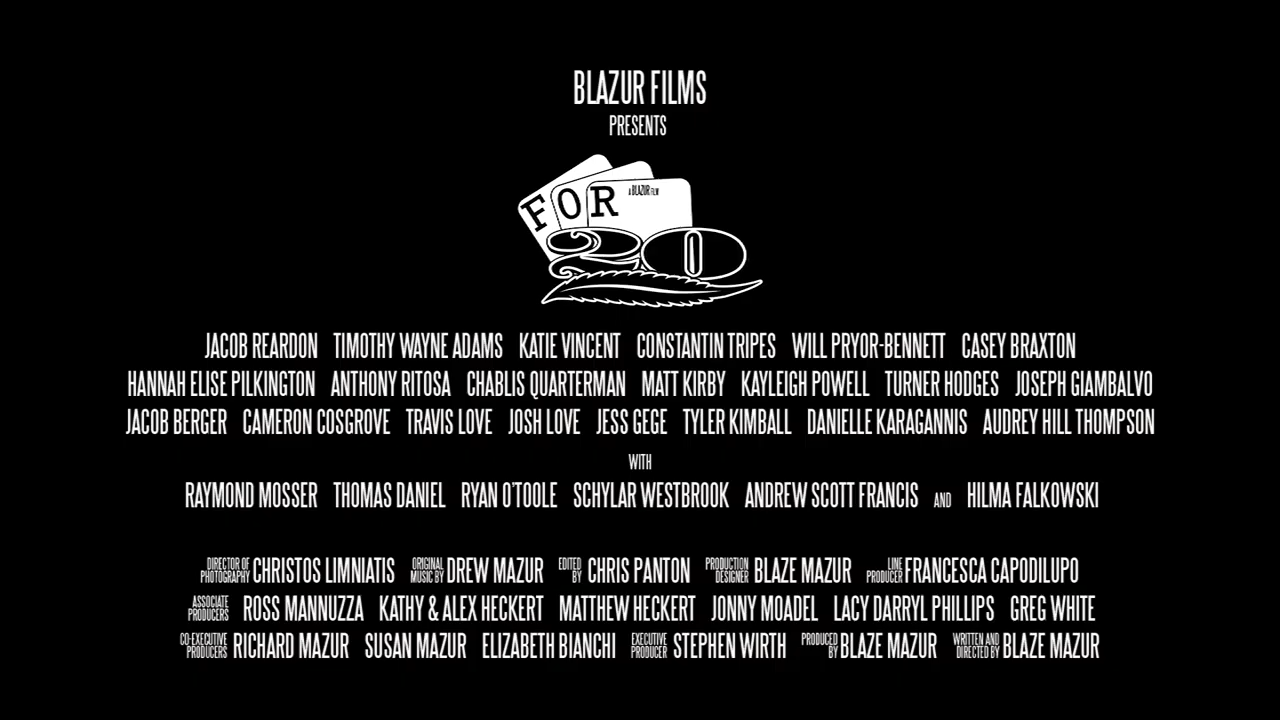 BLAZUR FILMS
PRESENTS
FOR
A BLAZUR FILM
20
JACOB REARDON TIMOTHY WAYNE ADAMS KATIE VINCENT CONSTANTIN TRIPES WILL PRYOR-BENNETT CASEY BRAXTON
HANNAH ELISE PILKINGTON ANTHONY RITOSA CHABLIS QUARTERMAN MATT KIRBY KAYLEIGH POWELL TURNER HODGES JOSEPH GIAMBALVO
JACOB BERGER CAMERON COSGROVE TRAVIS LOVE JOSH LOVE JESS GEGE TYLER KIMBALL DANIELLE KARAGANNIS AUDREY HILL THOMPSON
WITH
RAYMOND MOSSER THOMAS DANIEL RYAN O'TOOLE SCHYLAR WESTBROOK ANDREW SCOTT FRANCIS AND HILMA FALKOWSKI
DIRECTOR OF PHOTOGRAPHY CHRISTOS LIMNIATIS ORIGINAL MUSIC BY DREW MAZUR EDITED BY CHRIS PANTON PRODUCTION DESIGNER BLAZE MAZUR LINE PRODUCER FRANCESCA CAPODILUPO
ASSOCIATE PRODUCERS ROSS MANNUZZA KATHY & ALEX HECKERT MATTHEW HECKERT JONNY MOADEL LACY DARRYL PHILLIPS GREG WHITE
CO-EXECUTIVE PRODUCERS RICHARD MAZUR SUSAN MAZUR ELIZABETH BIANCHI EXECUTIVE PRODUCER STEPHEN WIRTH PRODUCED BY BLAZE MAZUR WRITTEN AND DIRECTED BY BLAZE MAZUR